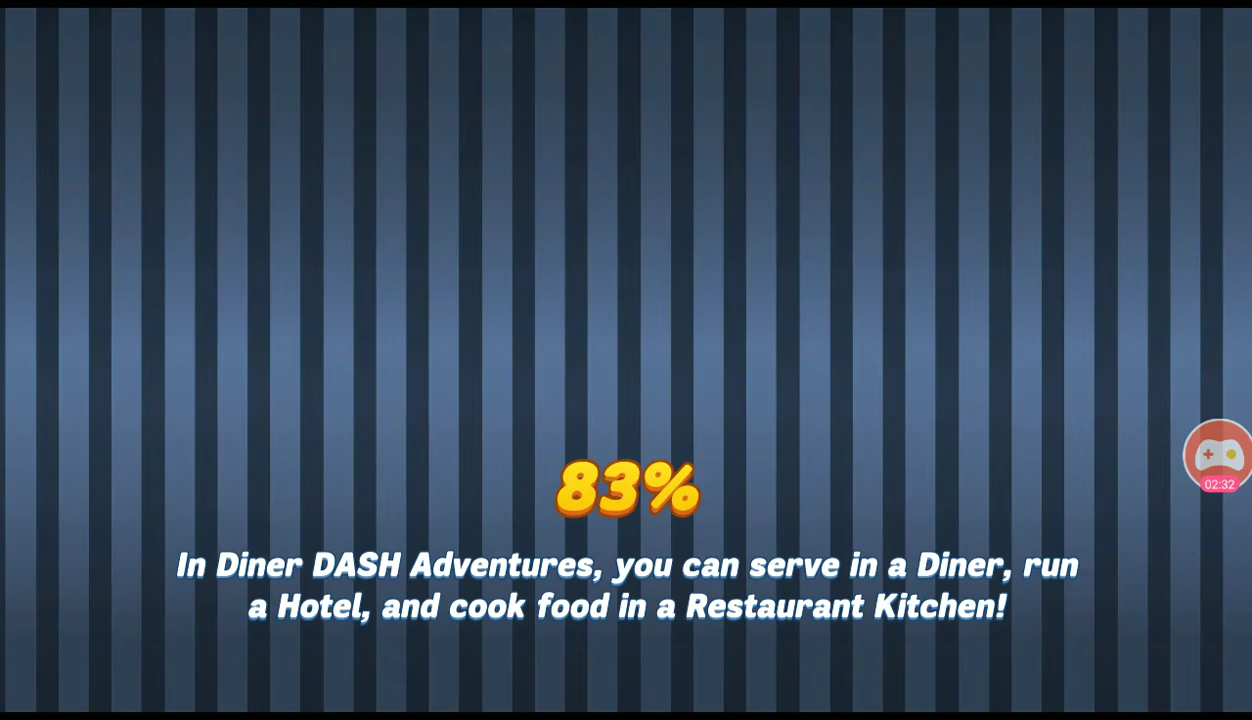 83%
In Diner DASH Adventures, you can serve in a Diner, run
a Hotel, and cook food in a Restaurant Kitchen!
02:32